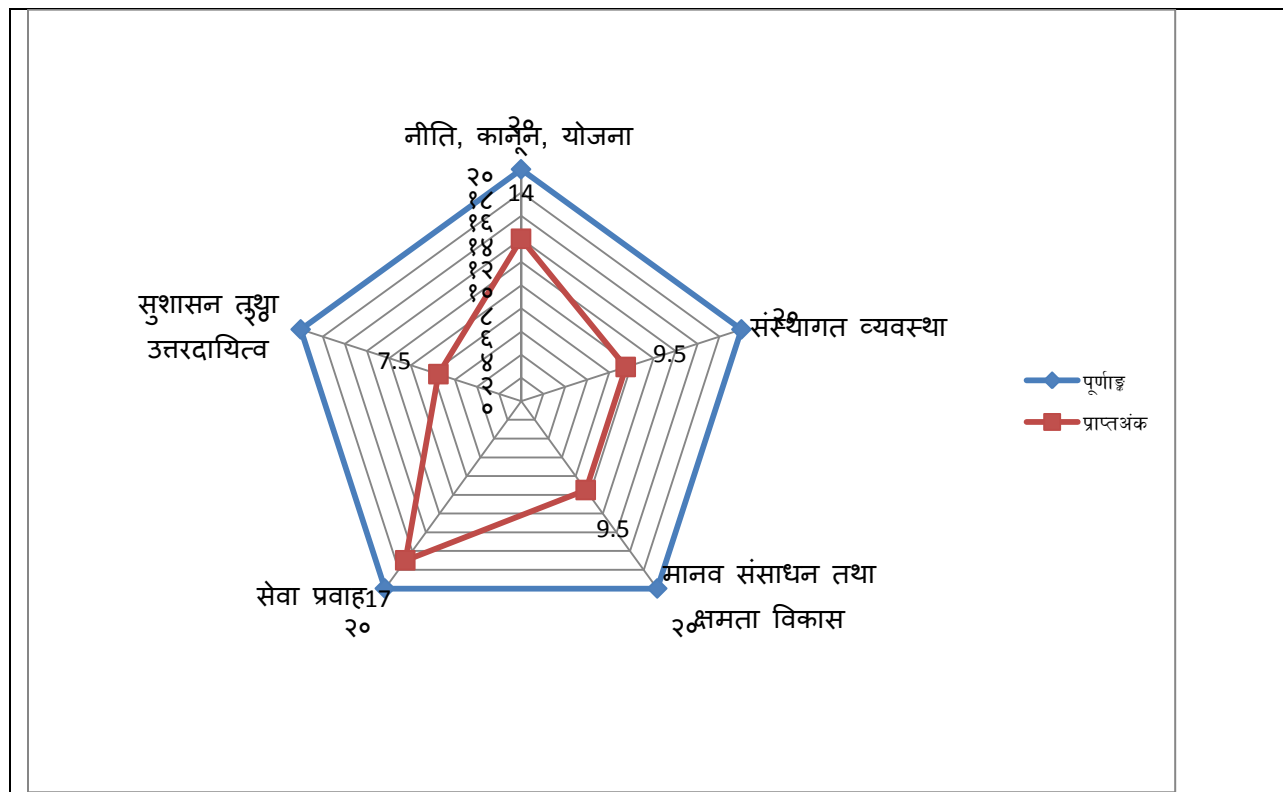 २०
नीति, कानून, योजना
२०
१८
१६
१४
१२
१०
८
६
४
२
०
14
२०
संस्थागत व्यवस्था
9.5
मानव संसाधन तथा
क्षमता विकास
२०
9.5
सेवा प्रवाह
17
२०
सुशासन तथा
उत्तरदायित्व
२०
7.5
पूर्णाङ्क
प्राप्तअंक